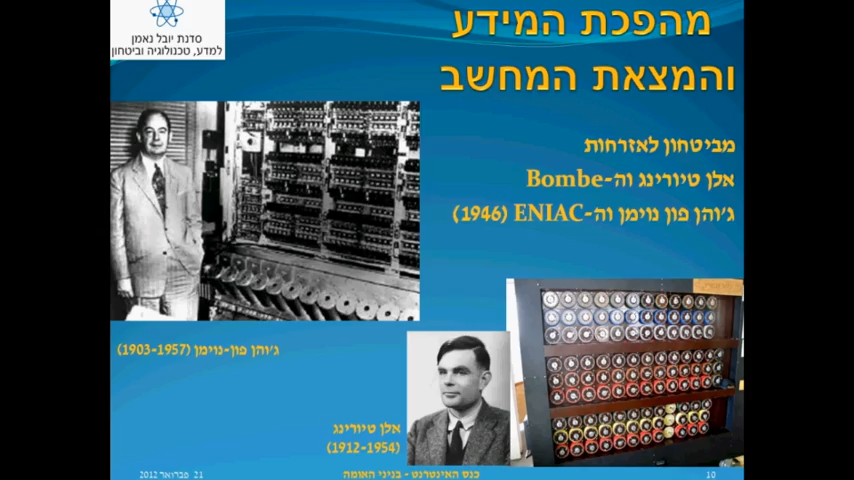 סדנת יובל נאמן
למדע, טכנולוגיה וביטחון
מהפכת המידע
והמצאת המחשב
מביטחון לאזרחות
אלן טיורינג וה-Bombe
ג'והן פון נוימן וה-ENIAC (1946)
ג'והן פון-נוימן (1903-1957)
אלן טיורינג
(1912-1954)
21 פברואר 2012
כנס האינטרנט - בניני האומה
10